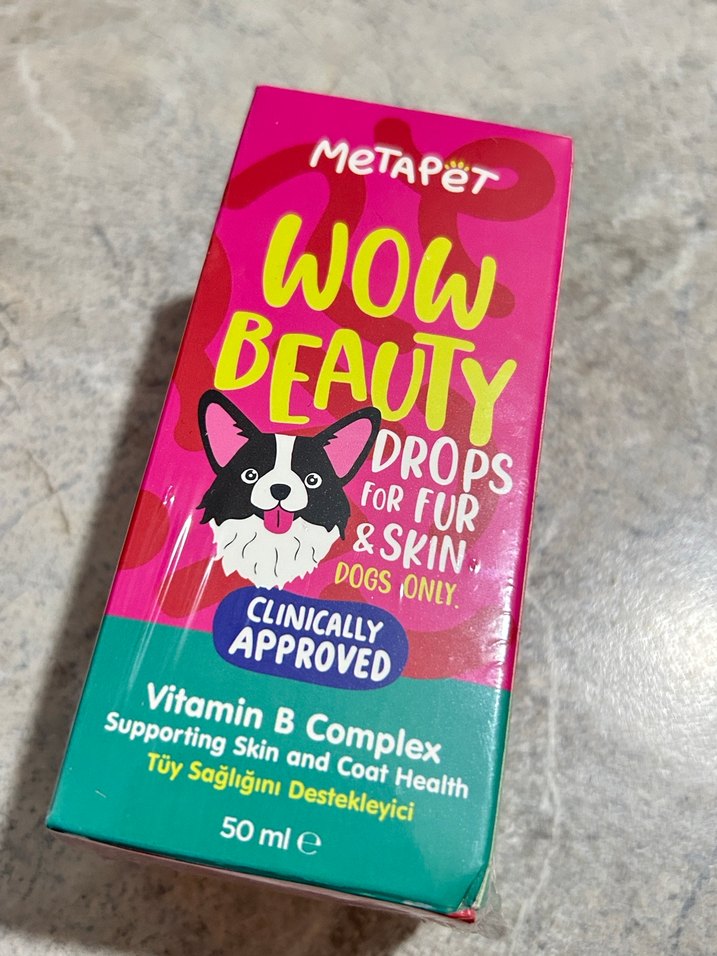 MeTAPeT
WOW
BEAUTY
DROPS
FOR FUR
& SKIN
DOGS ONLY.
CLINICALLY
APPROVED
Vitamin B Complex
Supporting Skin and Coat Health
Tüy Sağlığını Destekleyici
50 ml ℮